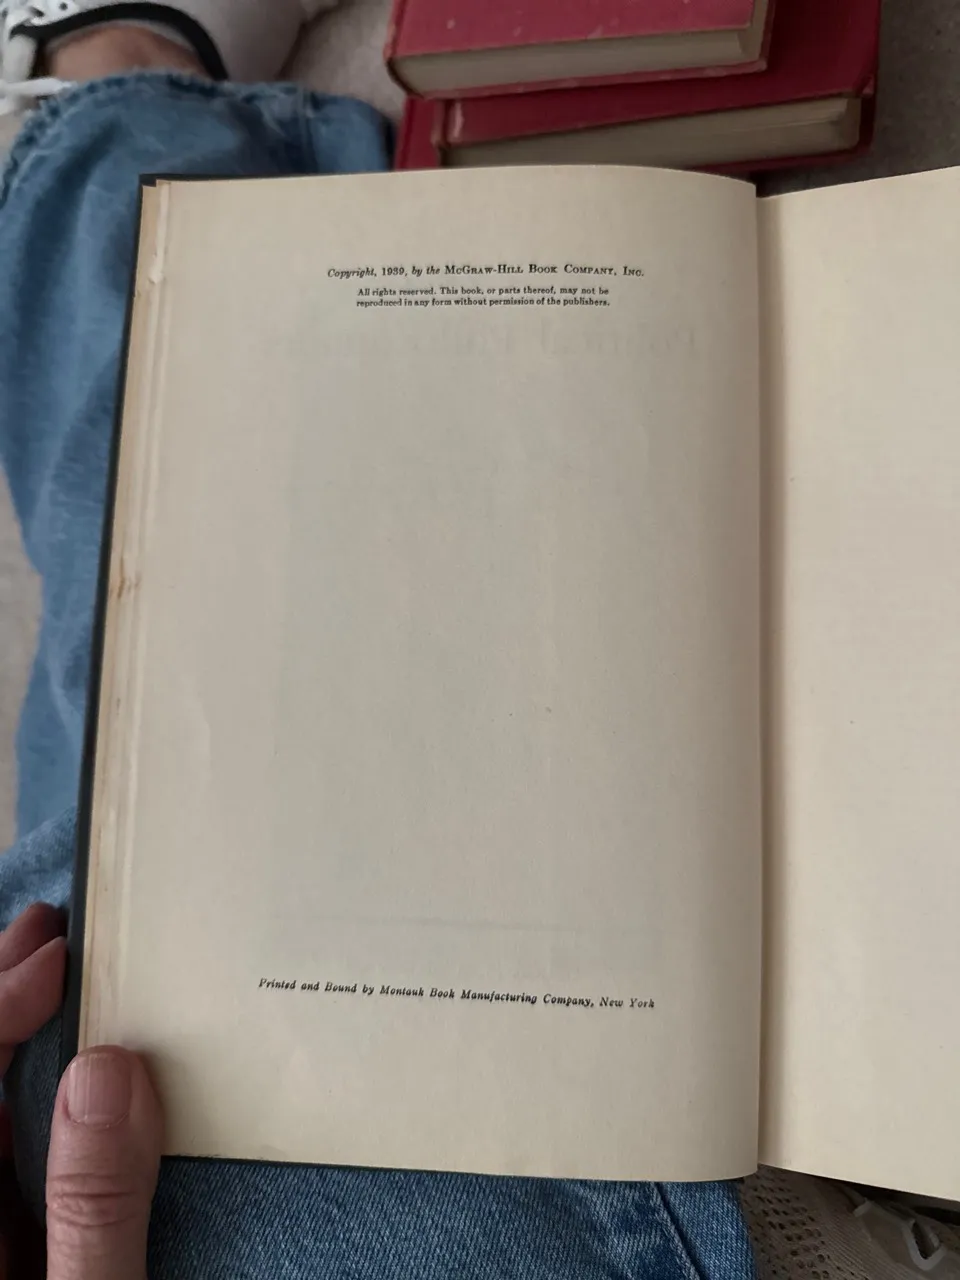 Copyright, 1939, by the McGraw-Hill Book Company, Inc.
All rights reserved. This book, or parts thereof, may not be
reproduced in any form without permission of the publishers.
Printed and Bound by Montauk Book Manufacturing Company, New York